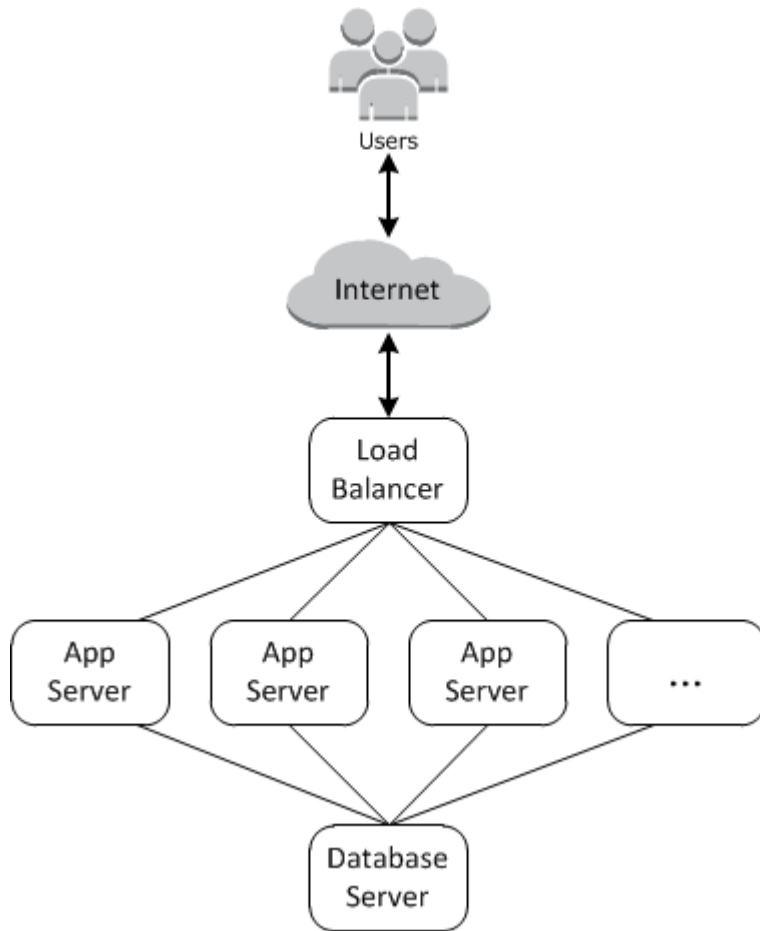 Users
Internet
Load
Balancer
App
Server
App
Server
App
Server
...
Database
Server